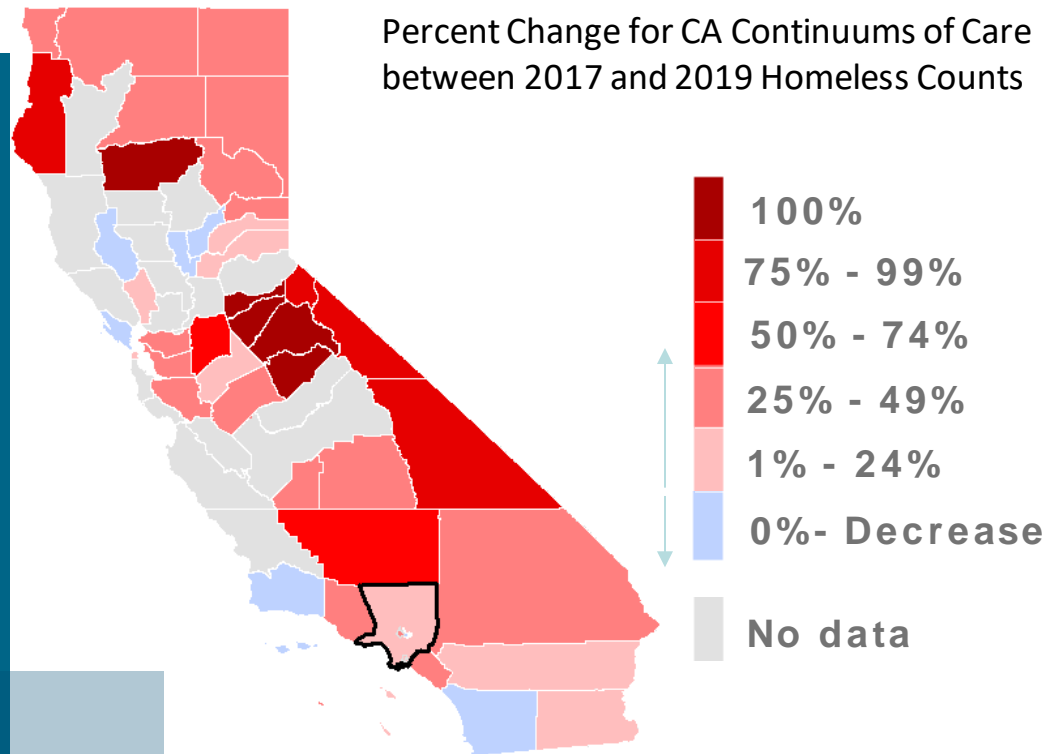 Percent Change for CA Continuums of Care
between 2017 and 2019 Homeless Counts
100%
75% - 99%
50% - 74%
25% - 49%
1% - 24%
0%- Decrease
No data